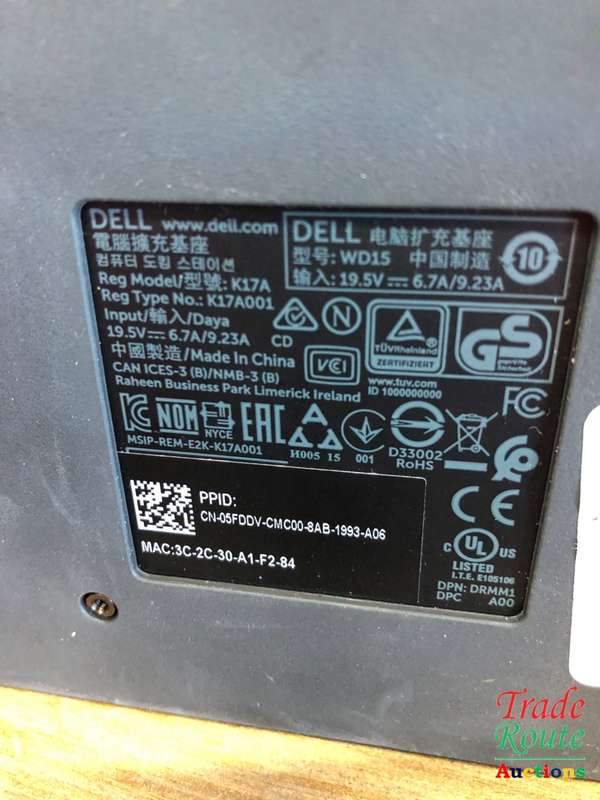 DELL www.dell.com
電腦擴充基座
컴퓨터 도킹 스테이션
Reg Model/型號: K17A
Reg Type No.: K17A001
Input/輸入/Daya
19.5V⎓6.7A/9.23A
中國製造/Made In China
CAN ICES-3 (B)/NMB-3 (B)
Raheen Business Park Limerick Ireland
DELL 电脑扩充基座
型号: WD15 中国制造
输入: 19.5V⎓6.7A/9.23A
10
N
CD
VCI
TÜVRheinland
ZERTIFIZIERT
www.tuv.com
ID 1000000000
GS
geprüfte
Sicherheit
FC
NOM
NYCE
EAC
MSIP-REM-E2K-K17A001
H005 15
001
D33002
RoHS
CE
C UL US
LISTED
I.T.E. E105106
DPN: DRMM1
DPC A00
PPID:
CN-05FDDV-CMC00-8AB-1993-A06
MAC:3C-2C-30-A1-F2-84
Trade
Route
Auctions